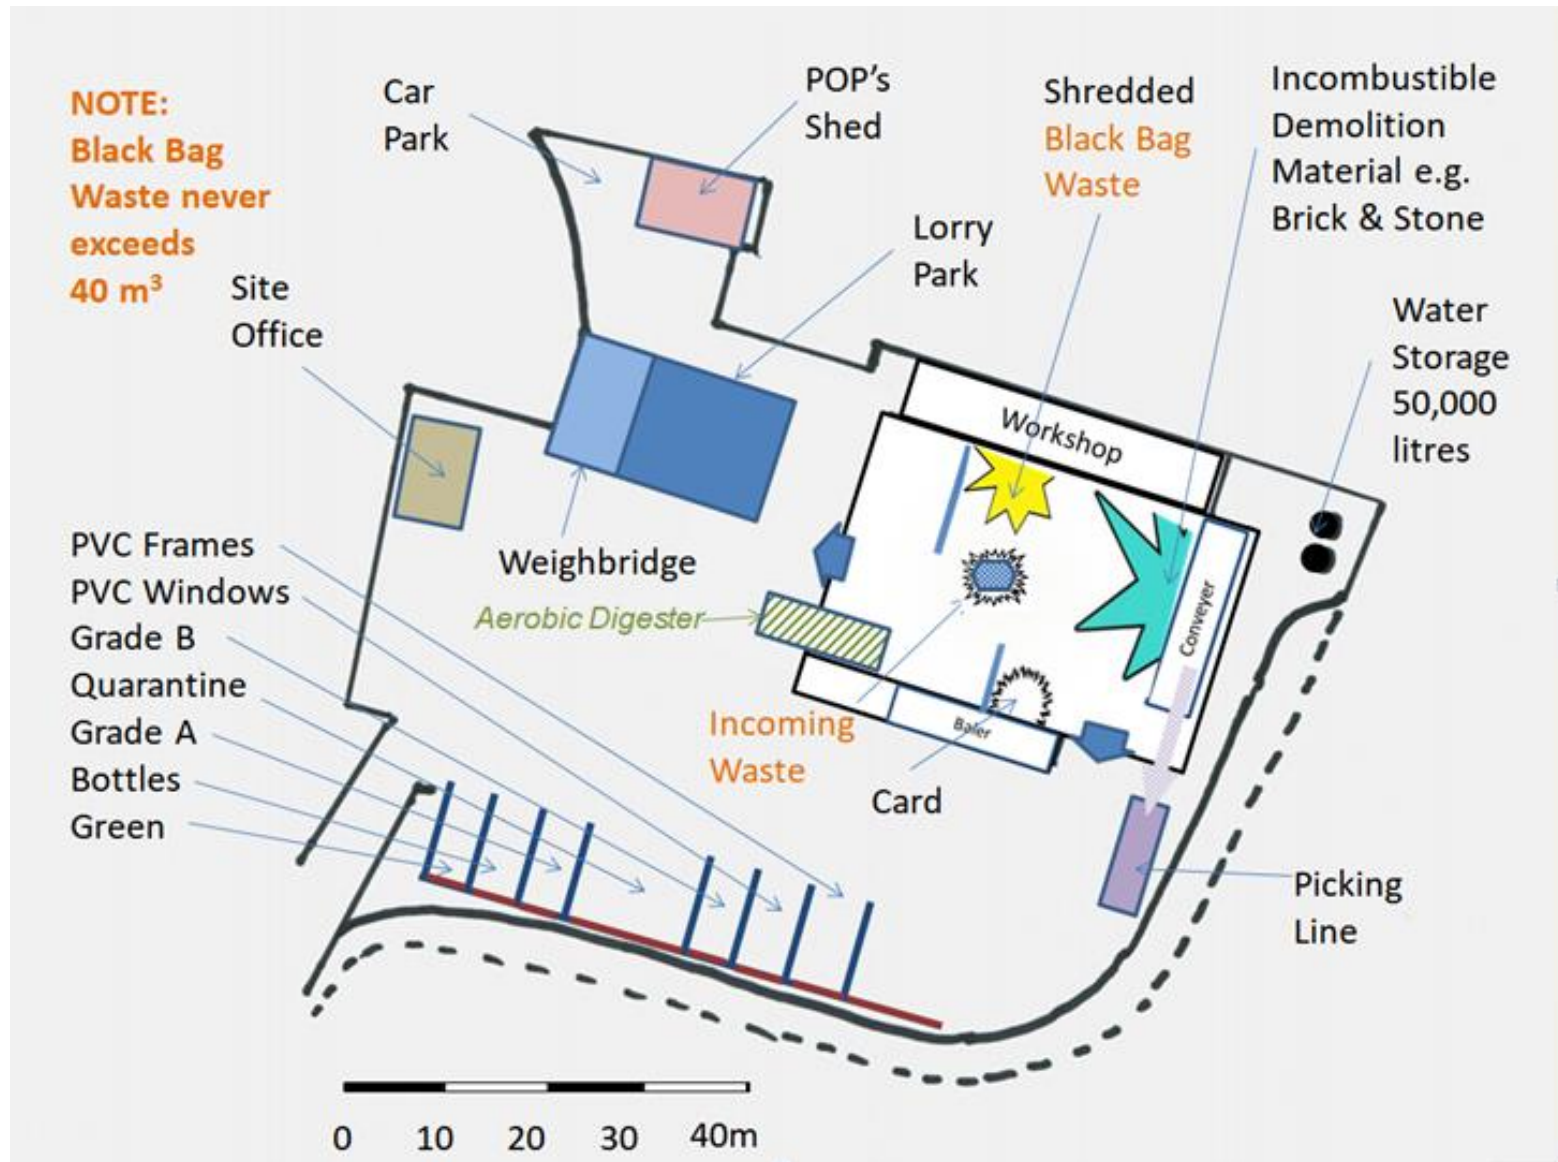 NOTE:
Black Bag
Waste never
exceeds
40 m³
Car
Park
POP's
Shed
Shredded
Black Bag
Waste
Incombustible
Demolition
Material e.g.
Brick & Stone
Lorry
Park
Site
Office
Water
Storage
50,000
litres
Workshop
Weighbridge
Aerobic Digester
Conveyer
PVC Frames
PVC Windows
Grade B
Quarantine
Grade A
Bottles
Green
Incoming
Waste
Baler
Card
Picking
Line
0 10 20 30 40m